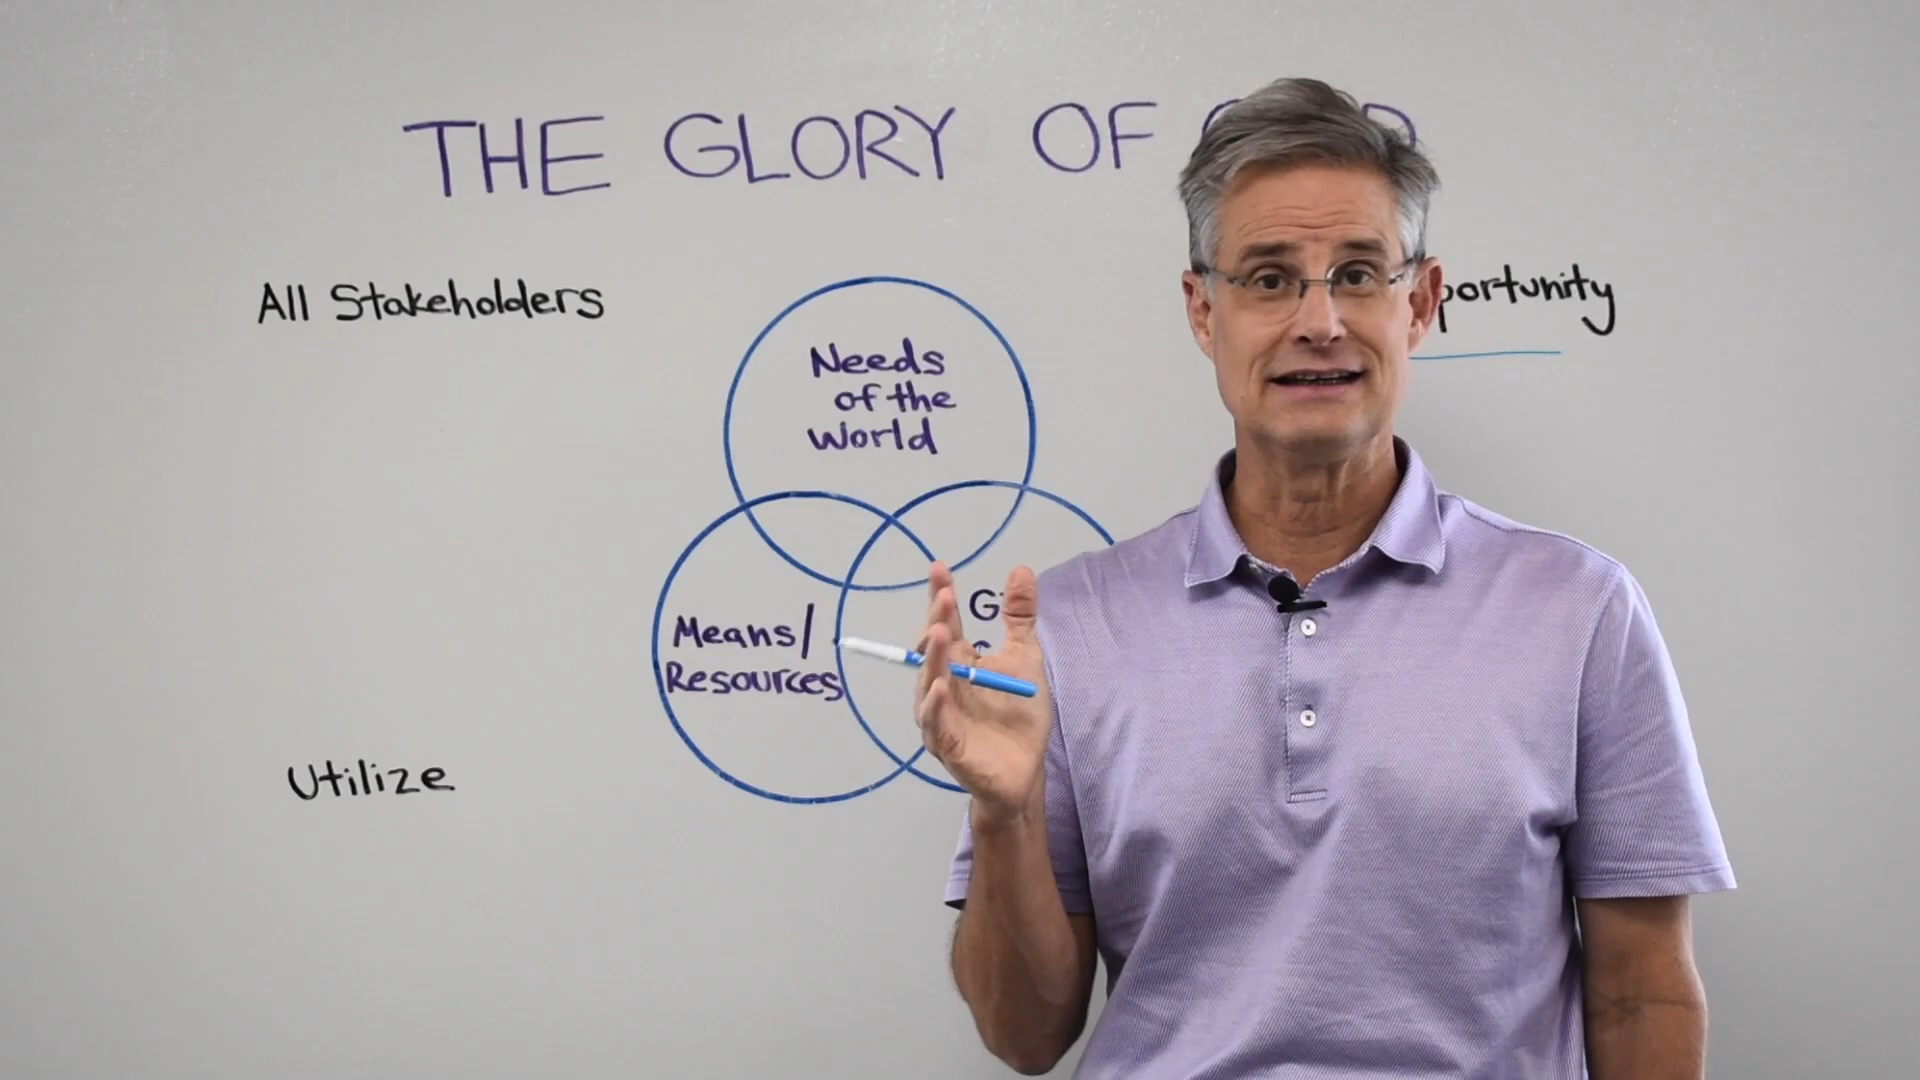 THE GLORY OF
All Stakeholders
portunity
Needs
of the
World
Means/
Resources
Utilize